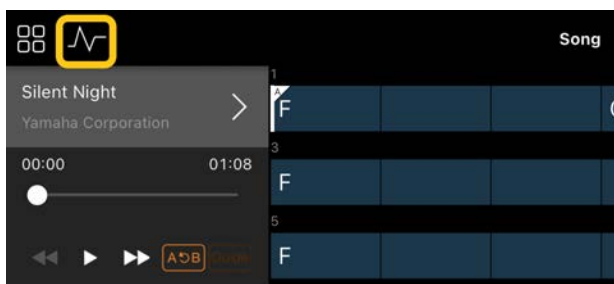 Song
Silent Night
Yamaha Corporation
00:00 01:08
A B
1
A
F
3
F
5
F